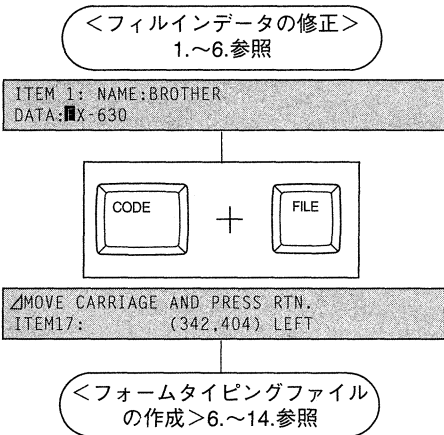 ＜フィルインデータの修正＞
1.～6.参照
ITEM 1: NAME:BROTHER
DATA:EX-630
CODE + FILE
⊿MOVE CARRIAGE AND PRESS RTN.
ITEM17: (342,404) LEFT
＜フォームタイピングファイル
の作成＞6.～14.参照